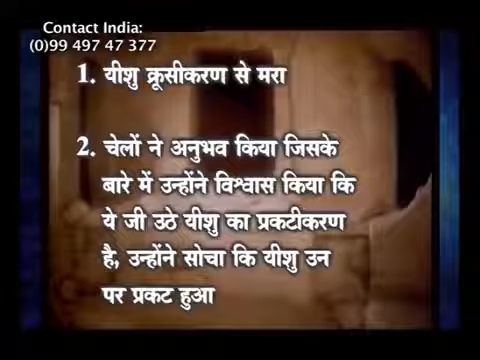 Contact India:
(0)99 497 47 377
1. यीशु क्रूसीकरण से मरा
2. चेलों ने अनुभव किया जिसके
बारे में उन्होंने विश्वास किया कि
ये जी उठे यीशु का प्रकटीकरण
है, उन्होंने सोचा कि यीशु उन
पर प्रकट हुआ